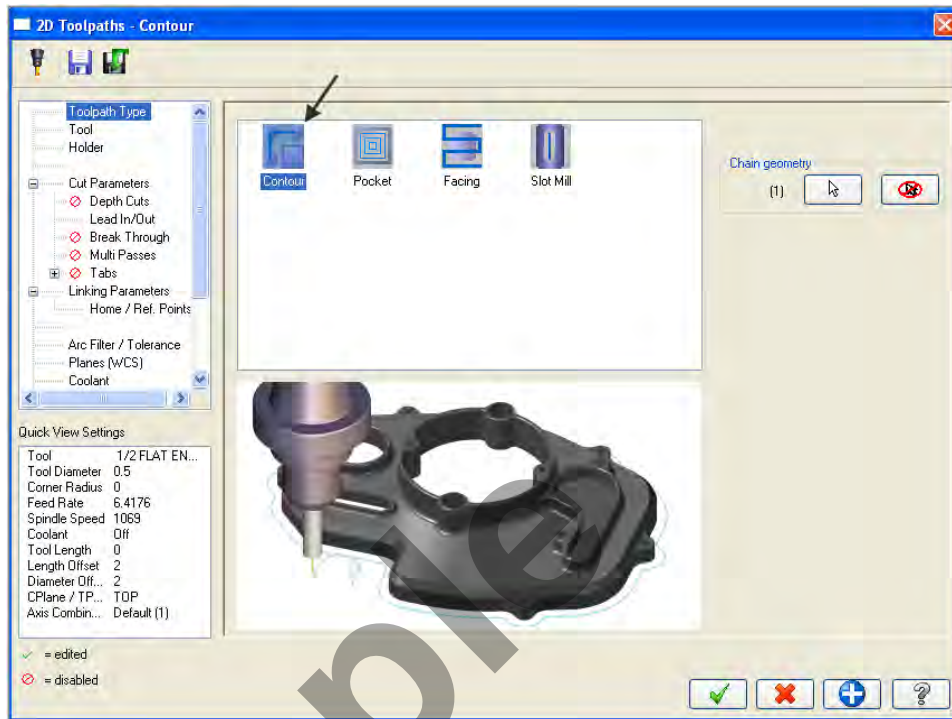 2D Toolpaths - Contour
Toolpath Type
Tool
Holder
Cut Parameters
Depth Cuts
Lead In/Out
Break Through
Multi Passes
Tabs
Linking Parameters
Home / Ref. Points
Arc Filter / Tolerance
Planes (WCS)
Coolant
Contour
Pocket
Facing
Slot Mill
Chain geometry
(1)
Quick View Settings
Tool 1/2 FLAT EN...
Tool Diameter 0.5
Corner Radius 0
Feed Rate 6.4176
Spindle Speed 1069
Coolant Off
Tool Length 0
Length Offset 2
Diameter Off... 2
CPlane / TP... TOP
Axis Combin... Default (1)
= edited
= disabled
?
ple